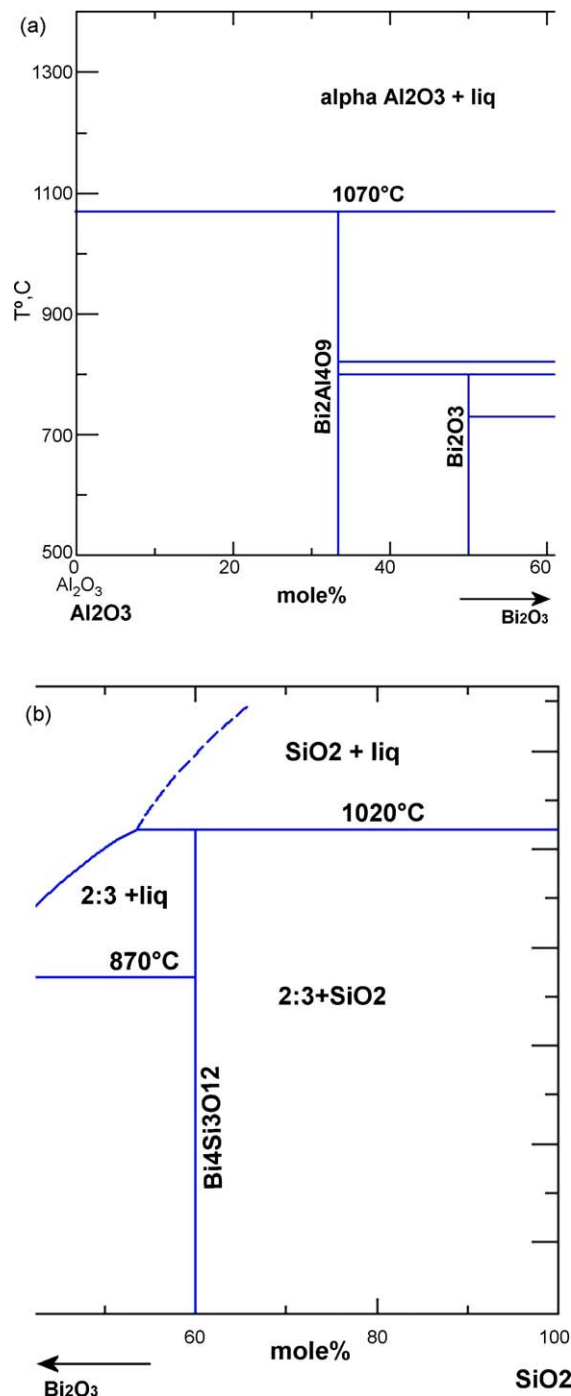 (a)
1300
alpha Al2O3 + liq
1100
1070°C
T°,C
900
Bi2Al4O9
700
Bi2O3
500
0
20
40
60
Al₂O₃
mole%
Al2O3
Bi₂O₃
(b)
SiO2 + liq
1020°C
2:3 +liq
870°C
2:3+SiO2
Bi4Si3O12
60
80
100
mole%
Bi₂O₃
SiO2